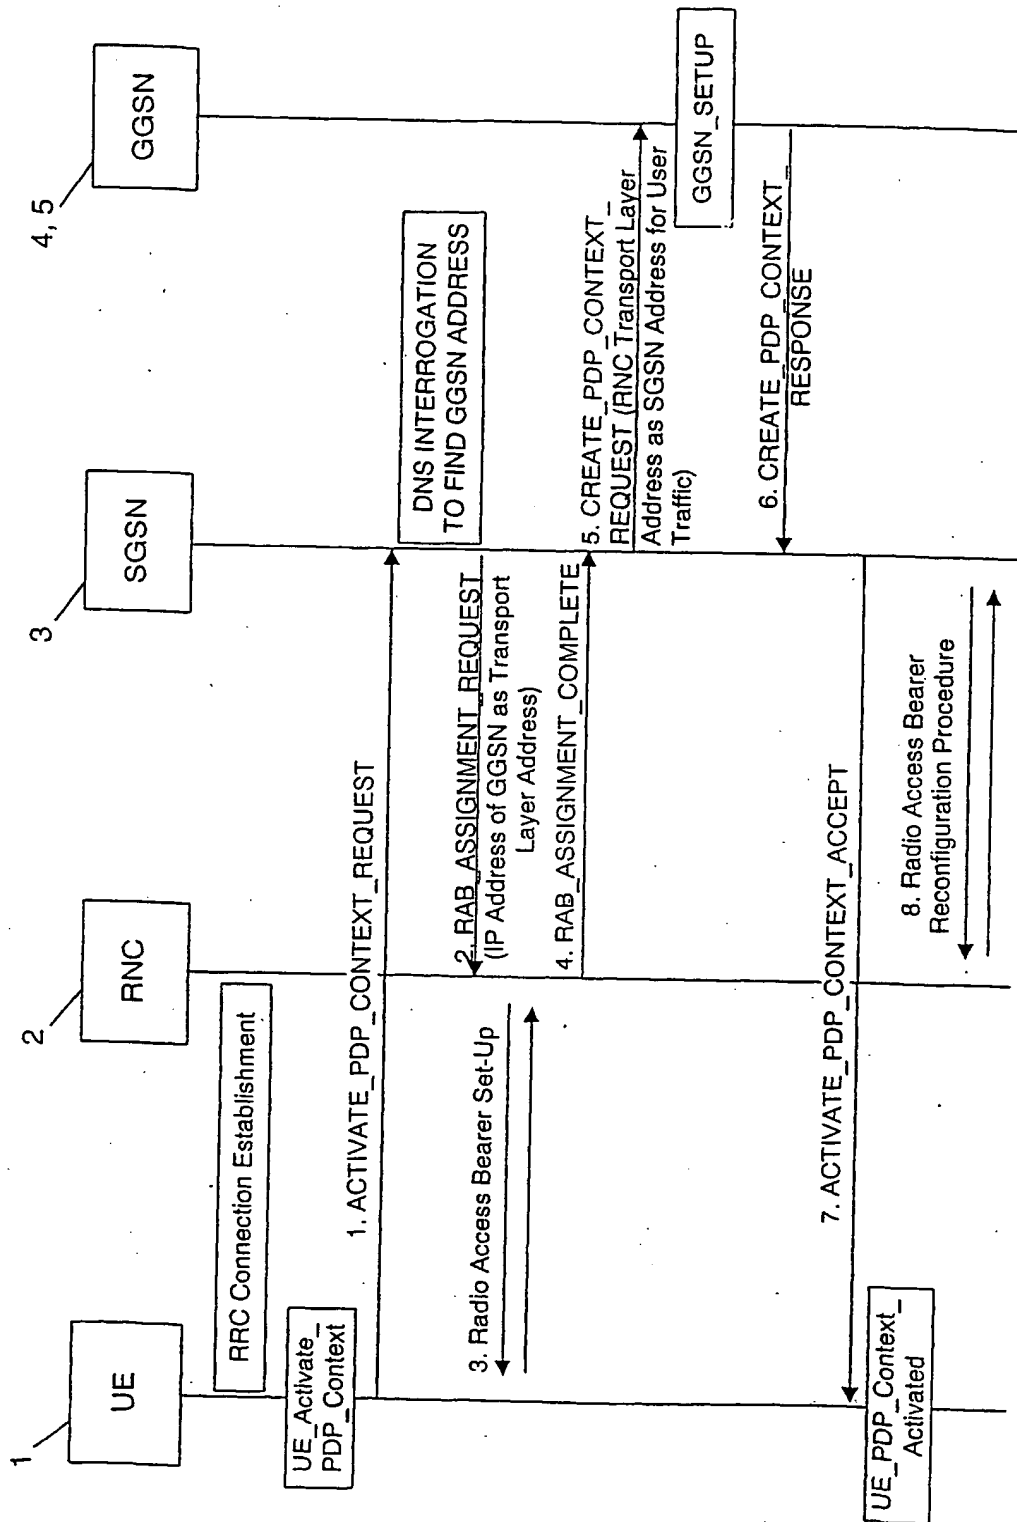 1
UE
2
RNC
3
SGSN
4, 5
GGSN
RRC Connection Establishment
UE_Activate_
PDP_Context
1. ACTIVATE_PDP_CONTEXT_REQUEST
DNS INTERROGATION
TO FIND GGSN ADDRESS
2. RAB_ASSIGNMENT_REQUEST
(IP Address of GGSN as Transport
Layer Address)
3. Radio Access Bearer Set-Up
4. RAB_ASSIGNMENT_COMPLETE
5. CREATE_PDP_CONTEXT_
REQUEST (RNC Transport Layer
Address as SGSN Address for User
Traffic)
GGSN_SETUP
6. CREATE_PDP_CONTEXT_
RESPONSE
7. ACTIVATE_PDP_CONTEXT_ACCEPT
UE_PDP_Context_
Activated
8. Radio Access Bearer
Reconfiguration Procedure